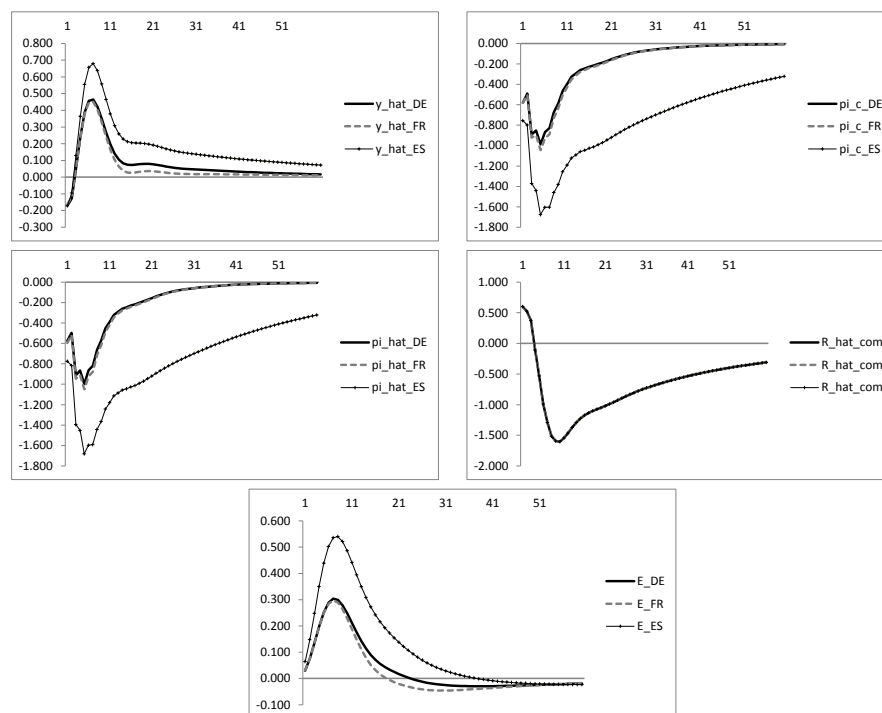 1 11 21 31 41 51
0.800
0.700
0.600
0.500
0.400
0.300
0.200
0.100
0.000
-0.100
-0.200
-0.300
y_hat_DE
y_hat_FR
y_hat_ES
1 11 21 31 41 51
0.000
-0.200
-0.400
-0.600
-0.800
-1.000
-1.200
-1.400
-1.600
-1.800
pi_c_DE
pi_c_FR
pi_c_ES
1 11 21 31 41 51
0.000
-0.200
-0.400
-0.600
-0.800
-1.000
-1.200
-1.400
-1.600
-1.800
pi_hat_DE
pi_hat_FR
pi_hat_ES
1 11 21 31 41 51
1.000
0.500
0.000
-0.500
-1.000
-1.500
-2.000
R_hat_com
R_hat_com
R_hat_com
1 11 21 31 41 51
0.600
0.500
0.400
0.300
0.200
0.100
0.000
-0.100
E_DE
E_FR
E_ES